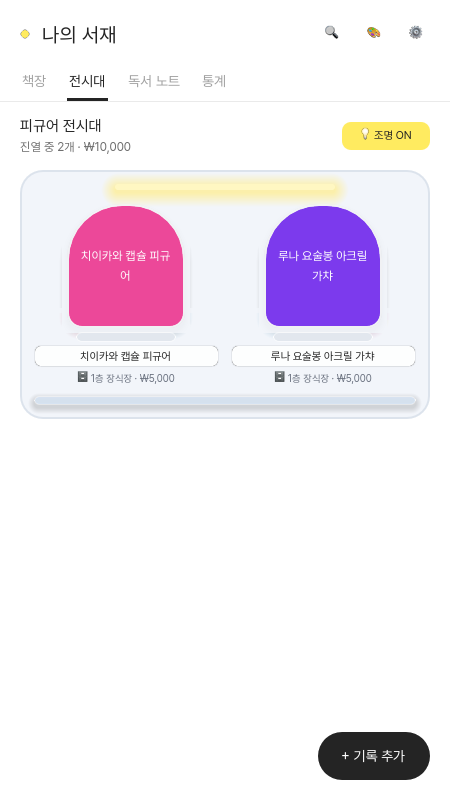 나의 서재
책장 전시대 독서 노트 통계
피규어 전시대
진열 중 2개 · ₩10,000
조명 ON
치이카와 캡슐 피규
어
루나 요술봉 아크릴
가챠
치이카와 캡슐 피규어
루나 요술봉 아크릴 가챠
1층 장식장 · ₩5,000
1층 장식장 · ₩5,000
+ 기록 추가